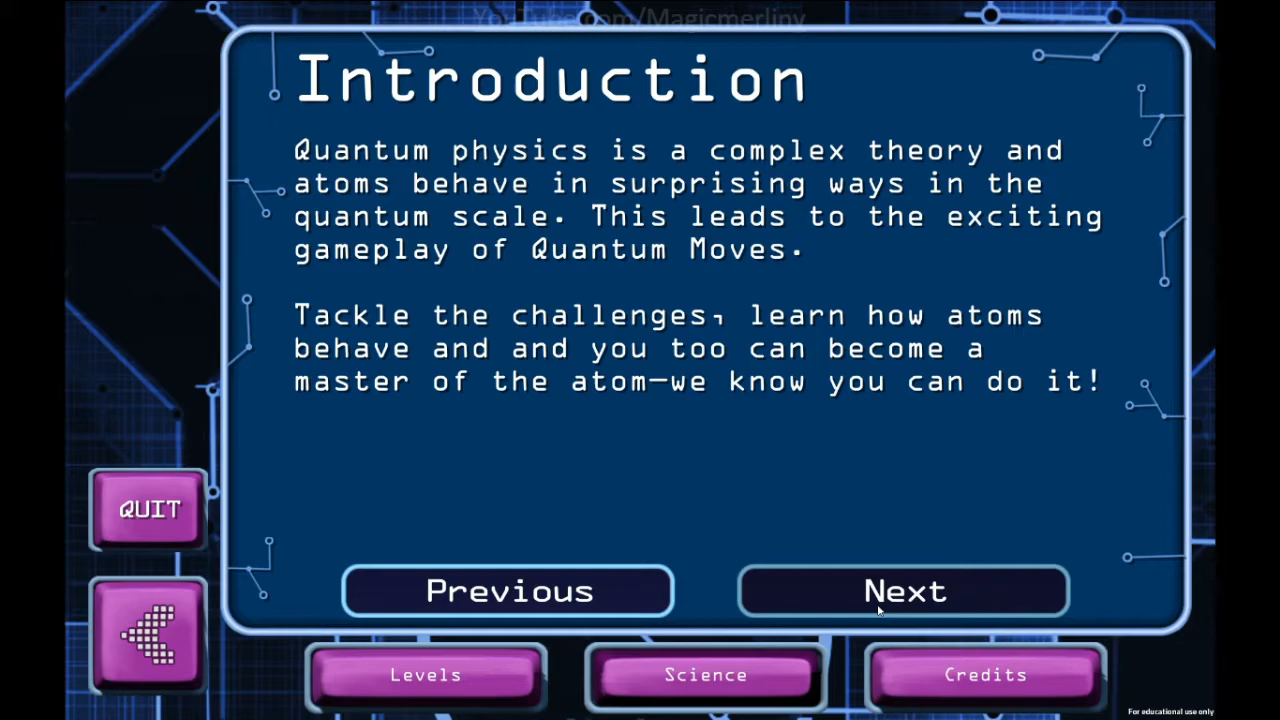 YouTube.com/Magicmerliny
Introduction
Quantum physics is a complex theory and
atoms behave in surprising ways in the
quantum scale. This leads to the exciting
gameplay of Quantum Moves.
Tackle the challenges, learn how atoms
behave and and you too can become a
master of the atom—we know you can do it!
QUIT
Previous
Next
Levels
Science
Credits
For educational use only